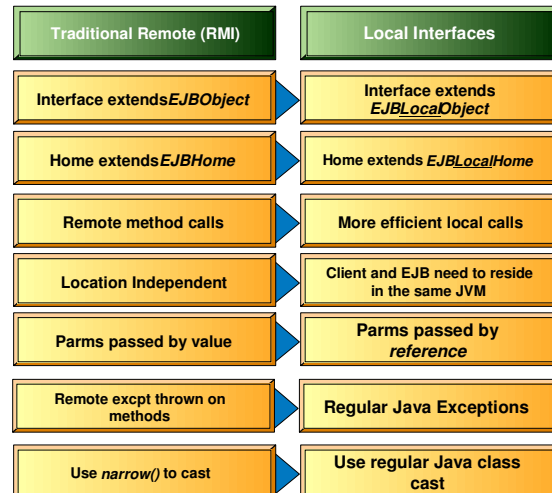 Traditional Remote (RMI)
Local Interfaces
Interface extendsEJBObject
Interface extends
EJBLocalObject
Home extendsEJBHome
Home extends EJBLocalHome
Remote method calls
More efficient local calls
Location Independent
Client and EJB need to reside
in the same JVM
Parms passed by value
Parms passed by
reference
Remote excpt thrown on
methods
Regular Java Exceptions
Use narrow() to cast
Use regular Java class
cast